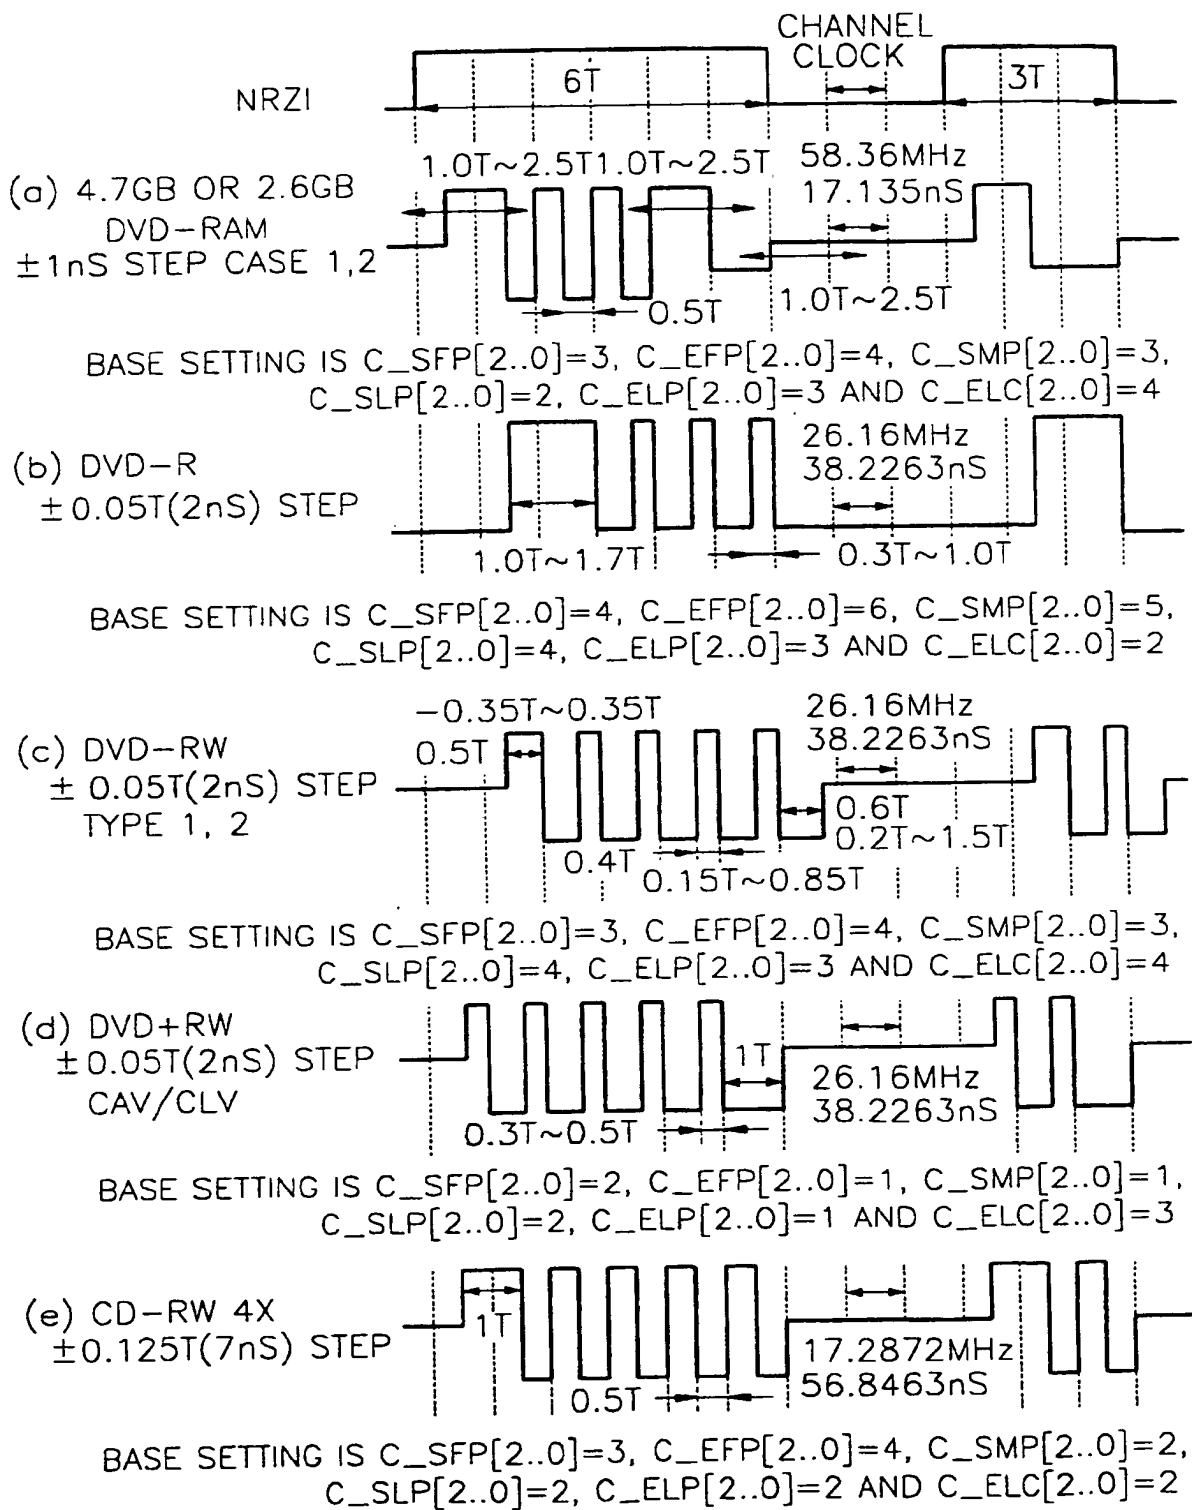 CHANNEL
CLOCK
NRZI
6T
3T
1.0T~2.5T
1.0T~2.5T
58.36MHz
17.135nS
(a) 4.7GB OR 2.6GB
DVD-RAM
±1nS STEP CASE 1,2
0.5T
1.0T~2.5T
BASE SETTING IS C_SFP[2..0]=3, C_EFP[2..0]=4, C_SMP[2..0]=3,
C_SLP[2..0]=2, C_ELP[2..0]=3 AND C_ELC[2..0]=4
(b) DVD-R
±0.05T(2nS) STEP
26.16MHz
38.2263nS
1.0T~1.7T
0.3T~1.0T
BASE SETTING IS C_SFP[2..0]=4, C_EFP[2..0]=6, C_SMP[2..0]=5,
C_SLP[2..0]=4, C_ELP[2..0]=3 AND C_ELC[2..0]=2
-0.35T~0.35T
26.16MHz
38.2263nS
(c) DVD-RW
±0.05T(2nS) STEP
TYPE 1, 2
0.5T
0.6T
0.2T~1.5T
0.4T
0.15T~0.85T
BASE SETTING IS C_SFP[2..0]=3, C_EFP[2..0]=4, C_SMP[2..0]=3,
C_SLP[2..0]=4, C_ELP[2..0]=3 AND C_ELC[2..0]=4
(d) DVD+RW
±0.05T(2nS) STEP
CAV/CLV
1T
26.16MHz
38.2263nS
0.3T~0.5T
BASE SETTING IS C_SFP[2..0]=2, C_EFP[2..0]=1, C_SMP[2..0]=1,
C_SLP[2..0]=2, C_ELP[2..0]=1 AND C_ELC[2..0]=3
(e) CD-RW 4X
±0.125T(7nS) STEP
1T
17.2872MHz
56.8463nS
0.5T
BASE SETTING IS C_SFP[2..0]=3, C_EFP[2..0]=4, C_SMP[2..0]=2,
C_SLP[2..0]=2, C_ELP[2..0]=2 AND C_ELC[2..0]=2